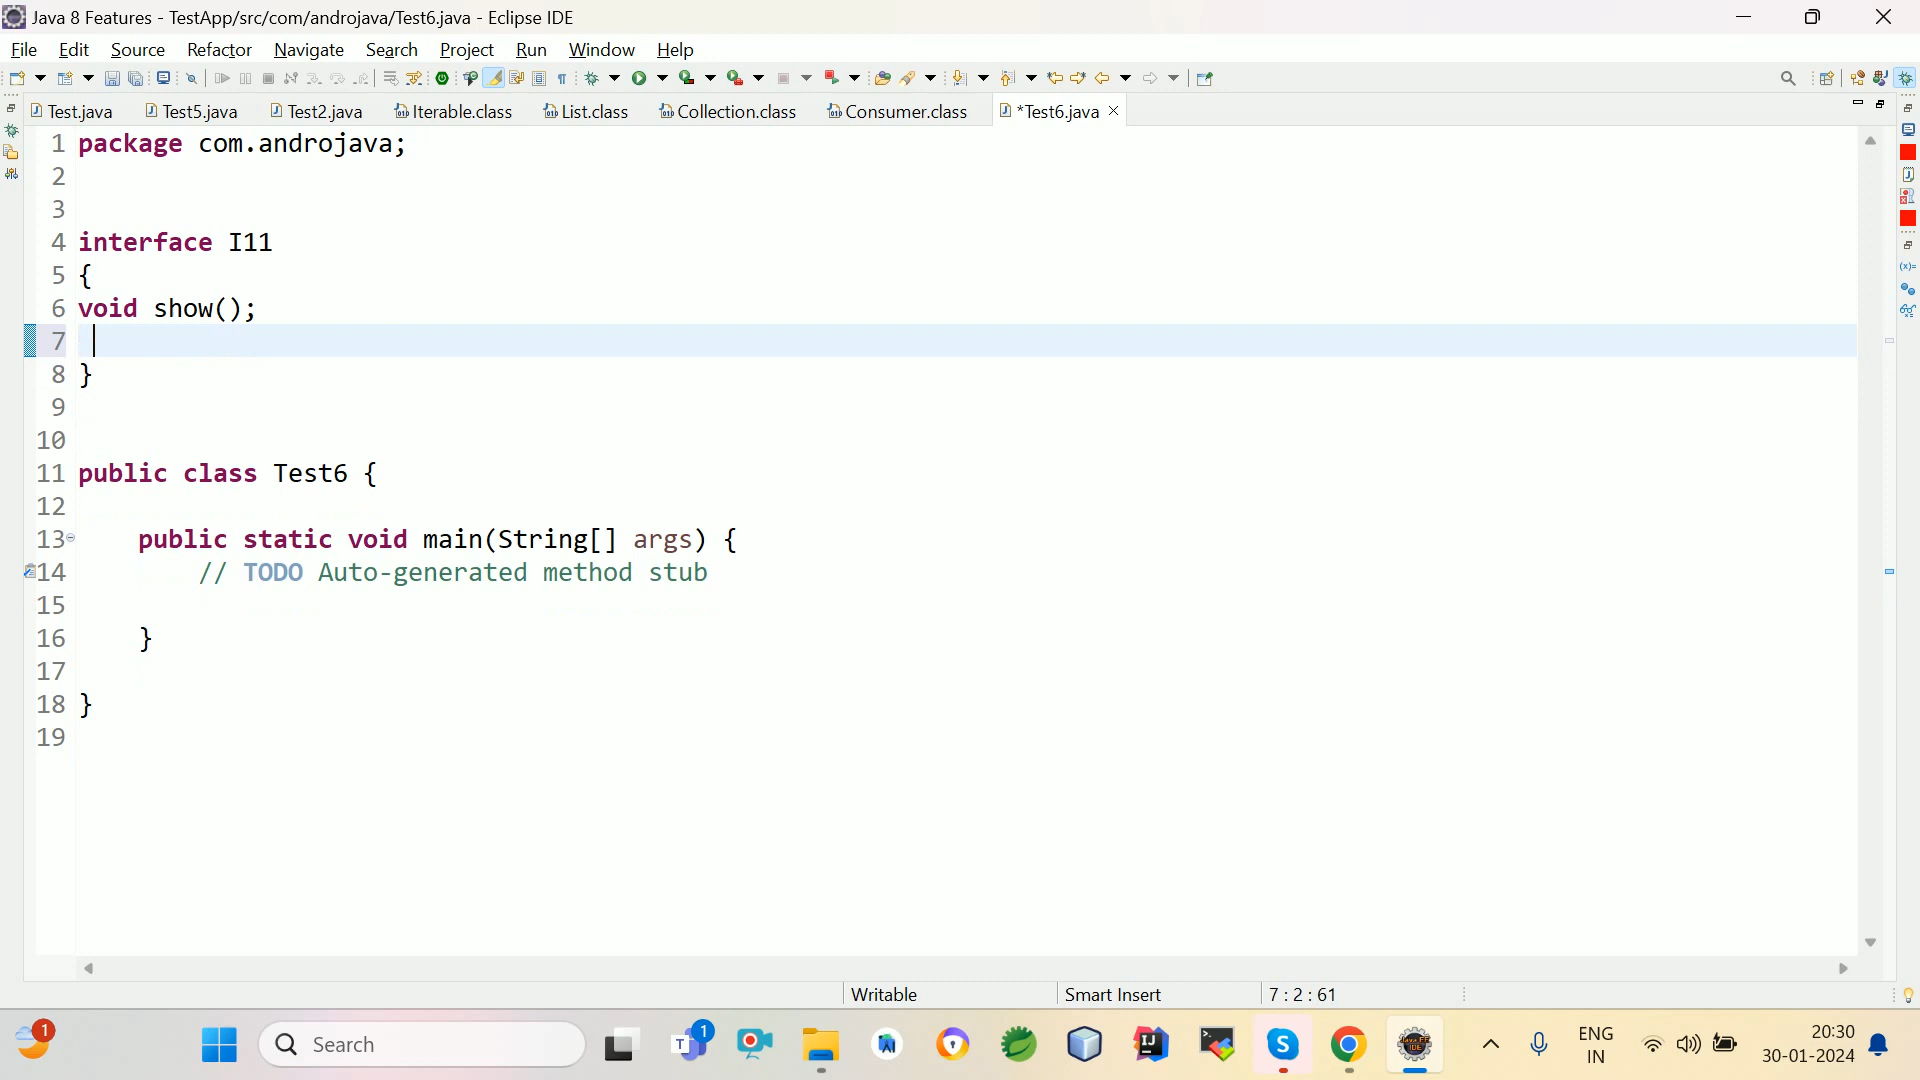 Java 8 Features - TestApp/src/com/androjava/Test6.java - Eclipse IDE
File Edit Source Refactor Navigate Search Project Run Window Help
Test.java Test5.java Test2.java Iterable.class List.class Collection.class Consumer.class *Test6.java
1 package com.androjava;
2
3
4 interface I11
5 {
6 void show();
7
8 }
9
10
11 public class Test6 {
12
13 public static void main(String[] args) {
14 // TODO Auto-generated method stub
15
16 }
17
18 }
19
Writable Smart Insert 7 : 2 : 61
1 Search 1 ENG 20:30
IN 30-01-2024